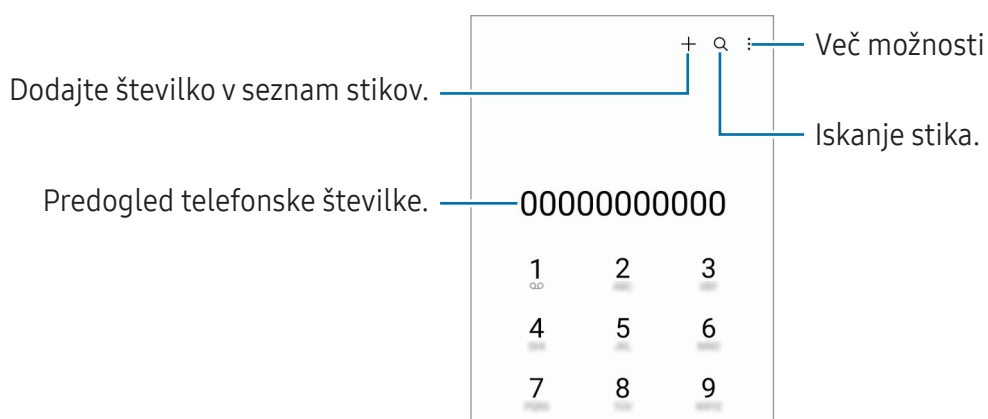 Več možnosti
Dodajte številko v seznam stikov.
Iskanje stika.
Predogled telefonske številke.
00000000000
1 2 3
4 5 6
7 8 9